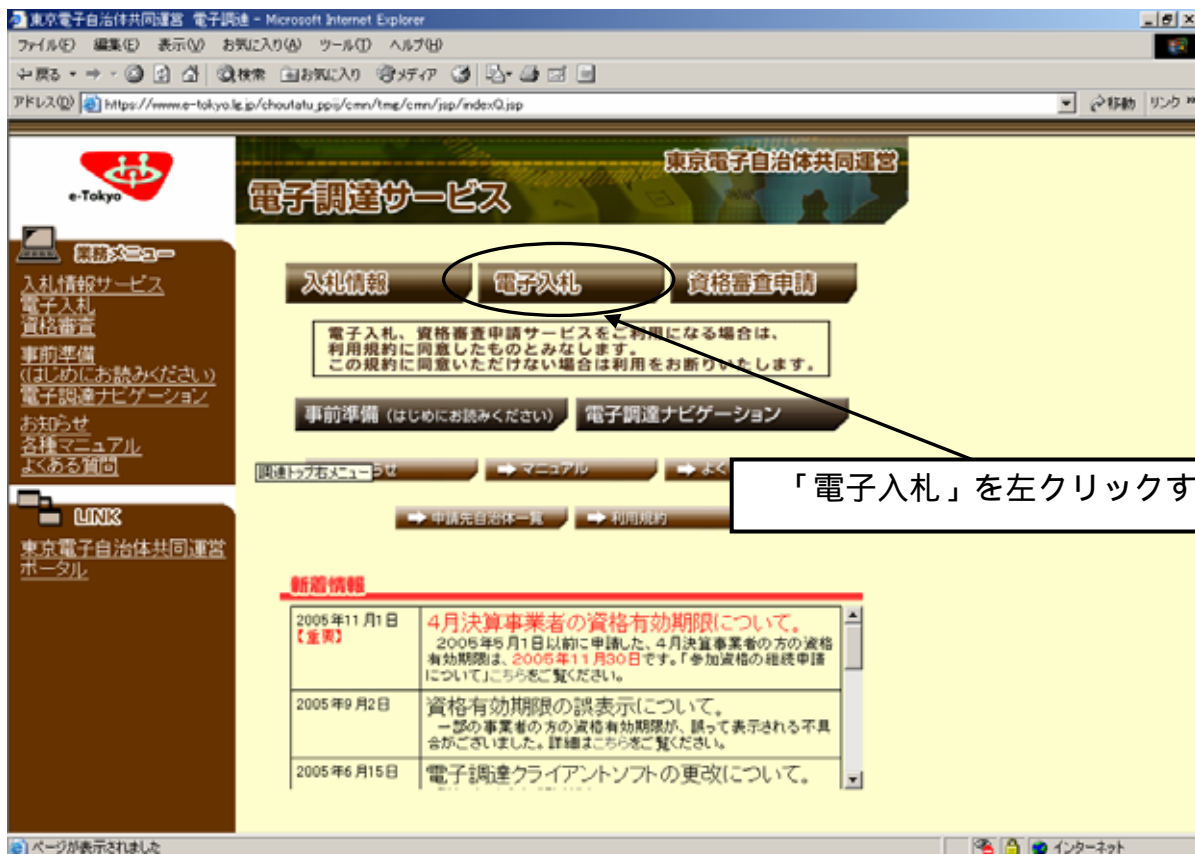 東京電子自治体共同運営 電子調達 - Microsoft Internet Explorer
ファイル(F) 編集(E) 表示(V) お気に入り(A) ツール(T) ヘルプ(H)
戻る 検索 お気に入り メディア
アドレス(D) https://www.e-tokyo.lg.jp/choutatu_ppij/cmn/tmg/cmn/jsp/indexQ.jsp 移動 リンク
e-Tokyo
東京電子自治体共同運営
電子調達サービス
業務メニュー
入札情報サービス
電子入札
資格審査
事前準備
(はじめにお読みください)
電子調達ナビゲーション
お知らせ
各種マニュアル
よくある質問
LINK
東京電子自治体共同運営
ポータル
入札情報 電子入札 資格審査申請
電子入札、資格審査申請サービスをご利用になる場合は、
利用規約に同意したものとみなします。
この規約に同意いただけない場合は利用をお断りいたします。
事前準備 (はじめにお読みください) 電子調達ナビゲーション
調達トップ右メニュー らせ マニュアル よく
「電子入札」を左クリックす
申請先自治体一覧 利用規約
新着情報
2005年11月1日
【重要】
4月決算事業者の資格有効期限について。
2005年5月1日以前に申請した、4月決算事業者の方の資格
有効期限は、2005年11月30日です。「参加資格の継続申請
について」こちらをご覧ください。
2005年9月2日
資格有効期限の誤表示について。
一部の事業者の方の資格有効期限が、誤って表示される不具
合がございました。詳細はこちらをご覧ください。
2005年6月15日
電子調達クライアントソフトの更改について。
ページが表示されました インターネット